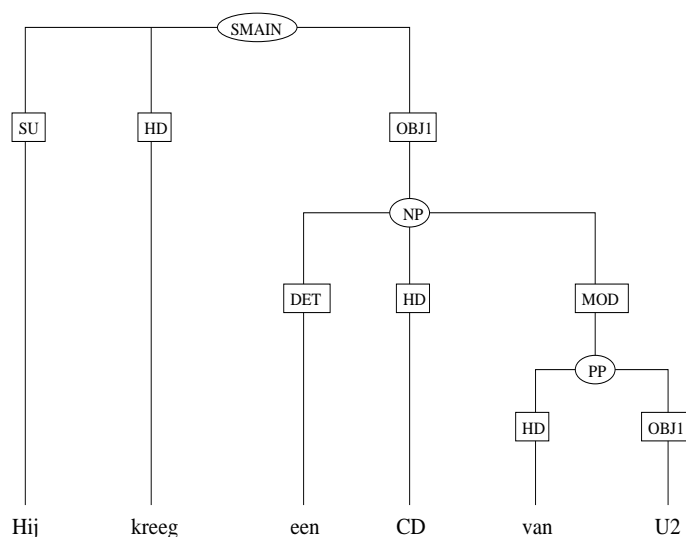 SMAIN
SU HD OBJ1
NP
DET HD MOD
PP
HD OBJ1
Hij kreeg een CD van U2